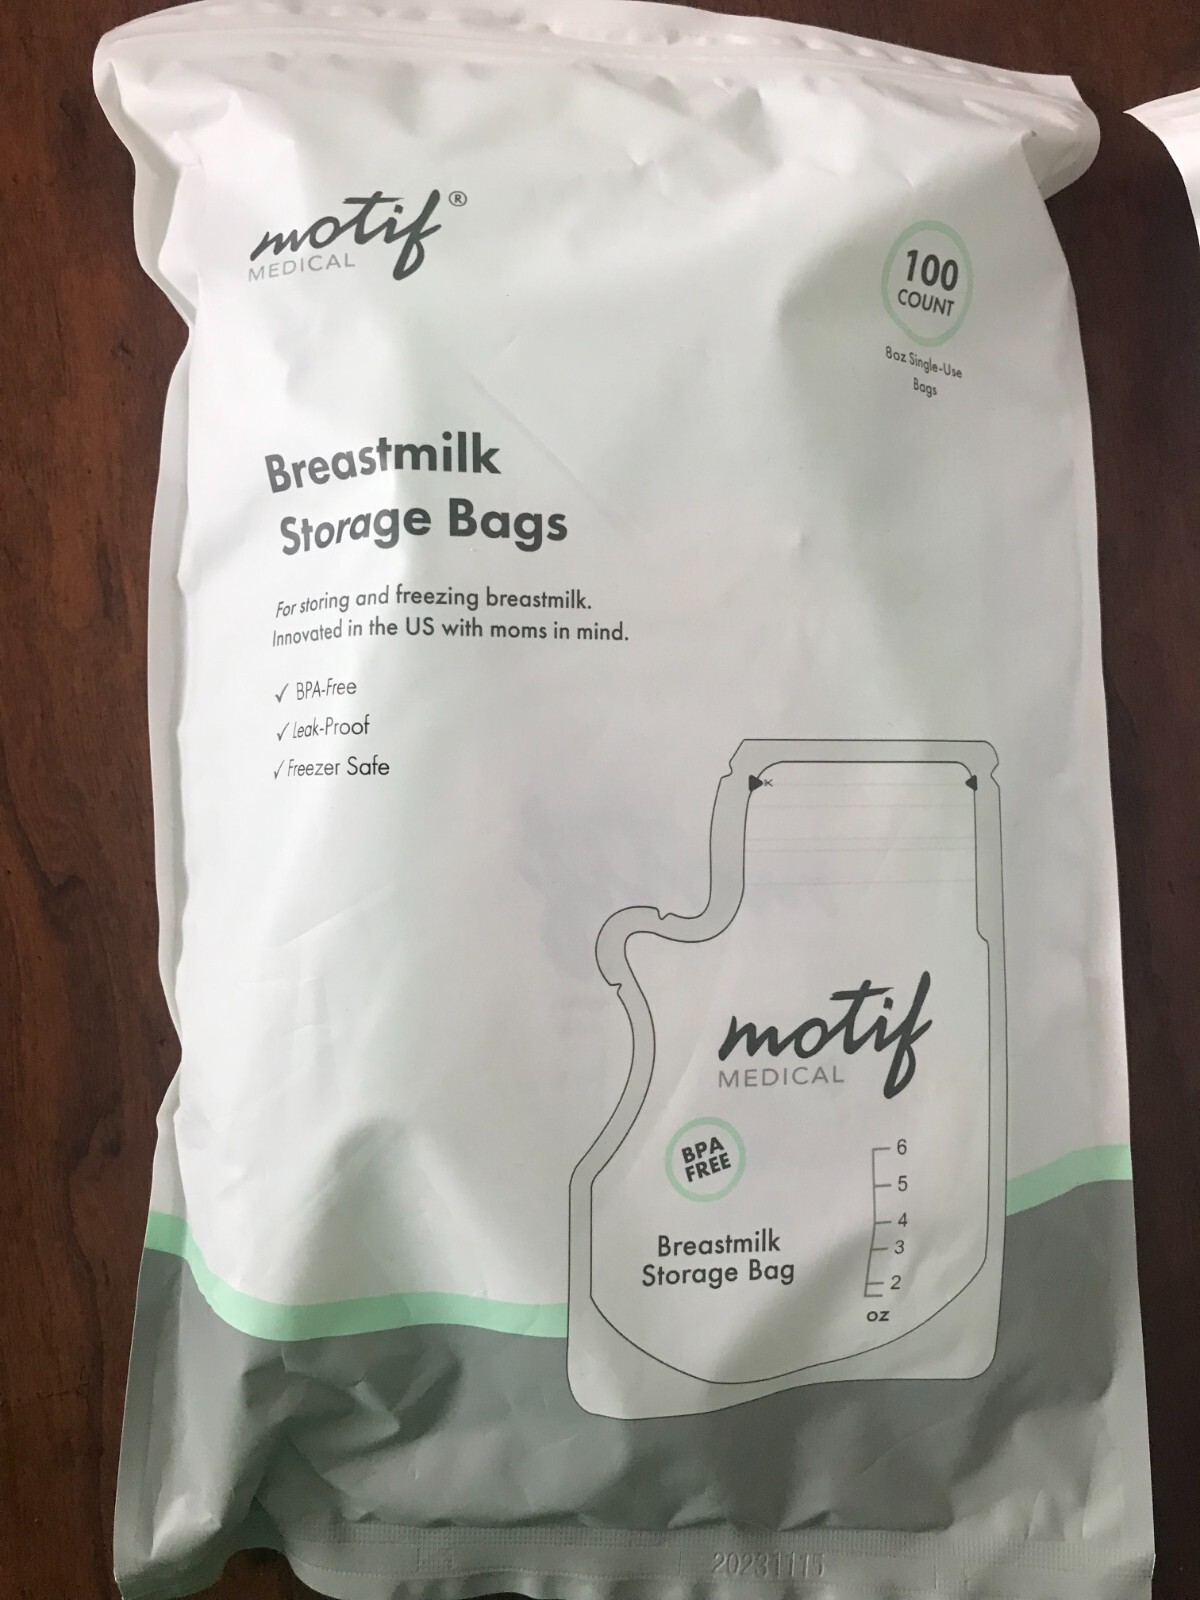 motif®
MEDICAL
100
COUNT
8oz Single-Use
Bags
Breastmilk
Storage Bags
For storing and freezing breastmilk.
Innovated in the US with moms in mind.
✓ BPA-Free
✓ Leak-Proof
✓ Freezer Safe
motif
MEDICAL
BPA
FREE
Breastmilk
Storage Bag
6
5
4
3
2
oz
20231115